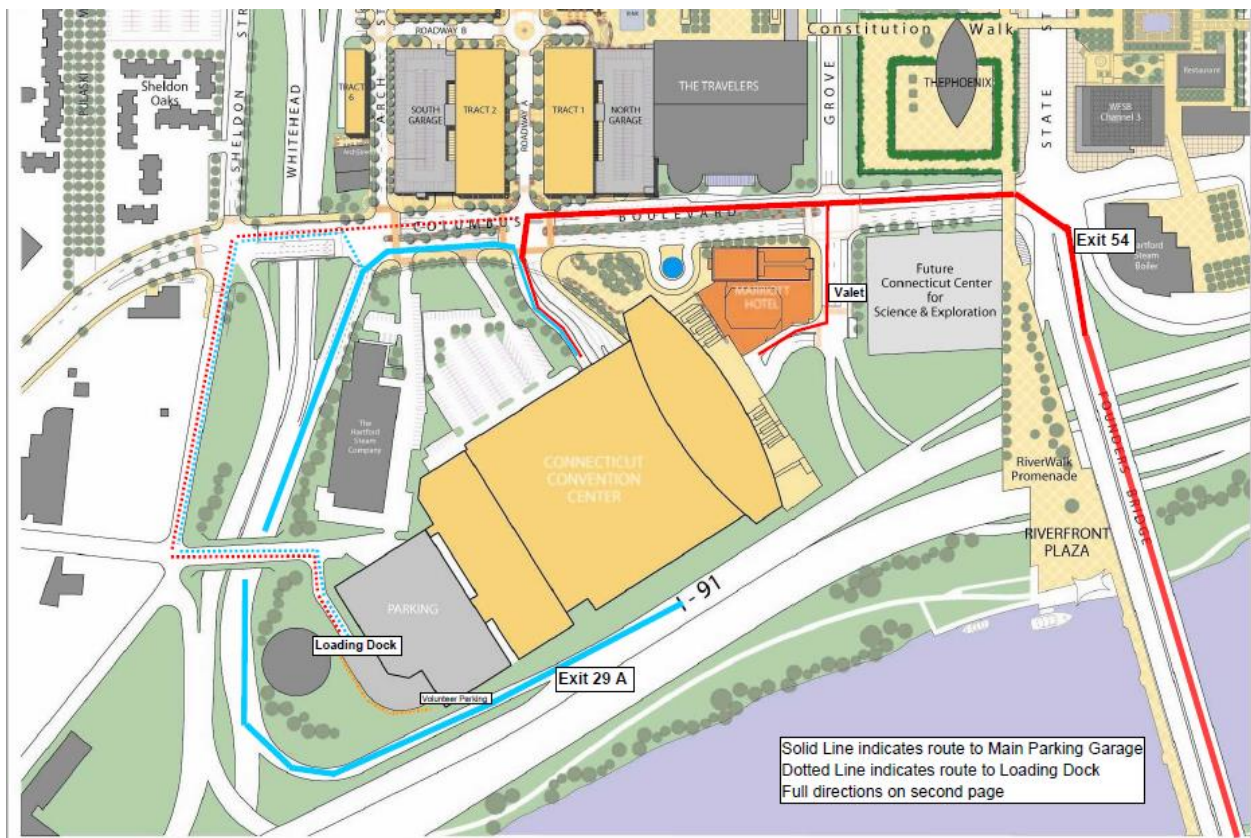 Constitution Walk
ROADWAY B
SHELDON STR
WHITEHEAD
ARCH ST
Sheldon
Oaks
PULASKI
TRACT
6
SOUTH
GARAGE
TRACT 2
ROADWAY A
TRACT 1
NORTH
GARAGE
THE TRAVELERS
GROVE
THEPHOENIX
STATE ST
Restaurant
WFSB
Channel 3
COLUMBUS BOULEVARD
Exit 54
Hartford
Steam
Boiler
MARRIOTT
HOTEL
Valet
Future
Connecticut Center
for
Science & Exploration
The
Hartford
Steam
Company
CONNECTICUT
CONVENTION
CENTER
FOUNDERS BRIDGE
RiverWalk
Promenade
RIVERFRONT
PLAZA
PARKING
I - 91
Loading Dock
Exit 29 A
Volunteer Parking
Solid Line indicates route to Main Parking Garage
Dotted Line indicates route to Loading Dock
Full directions on second page